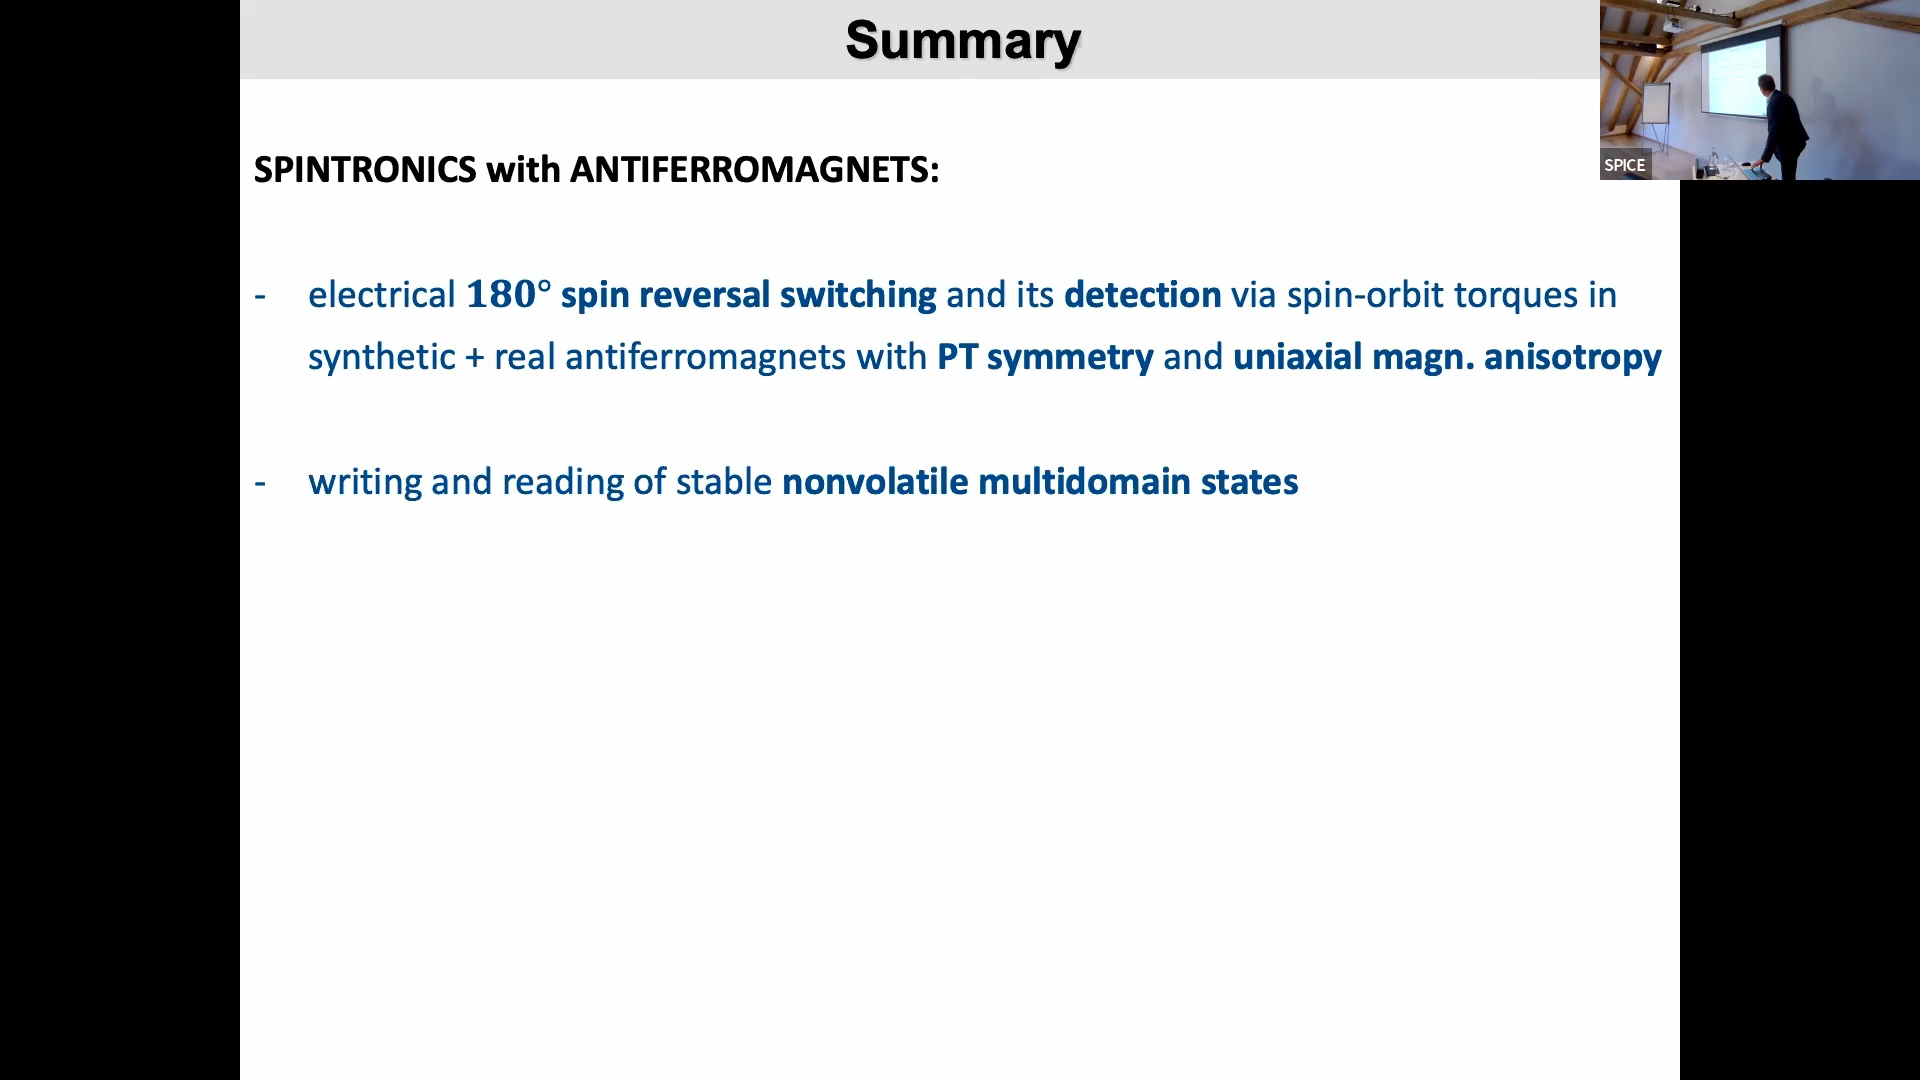 Summary
SPICE
SPINTRONICS with ANTIFERROMAGNETS:
- electrical 180° spin reversal switching and its detection via spin-orbit torques in
synthetic + real antiferromagnets with PT symmetry and uniaxial magn. anisotropy
- writing and reading of stable nonvolatile multidomain states